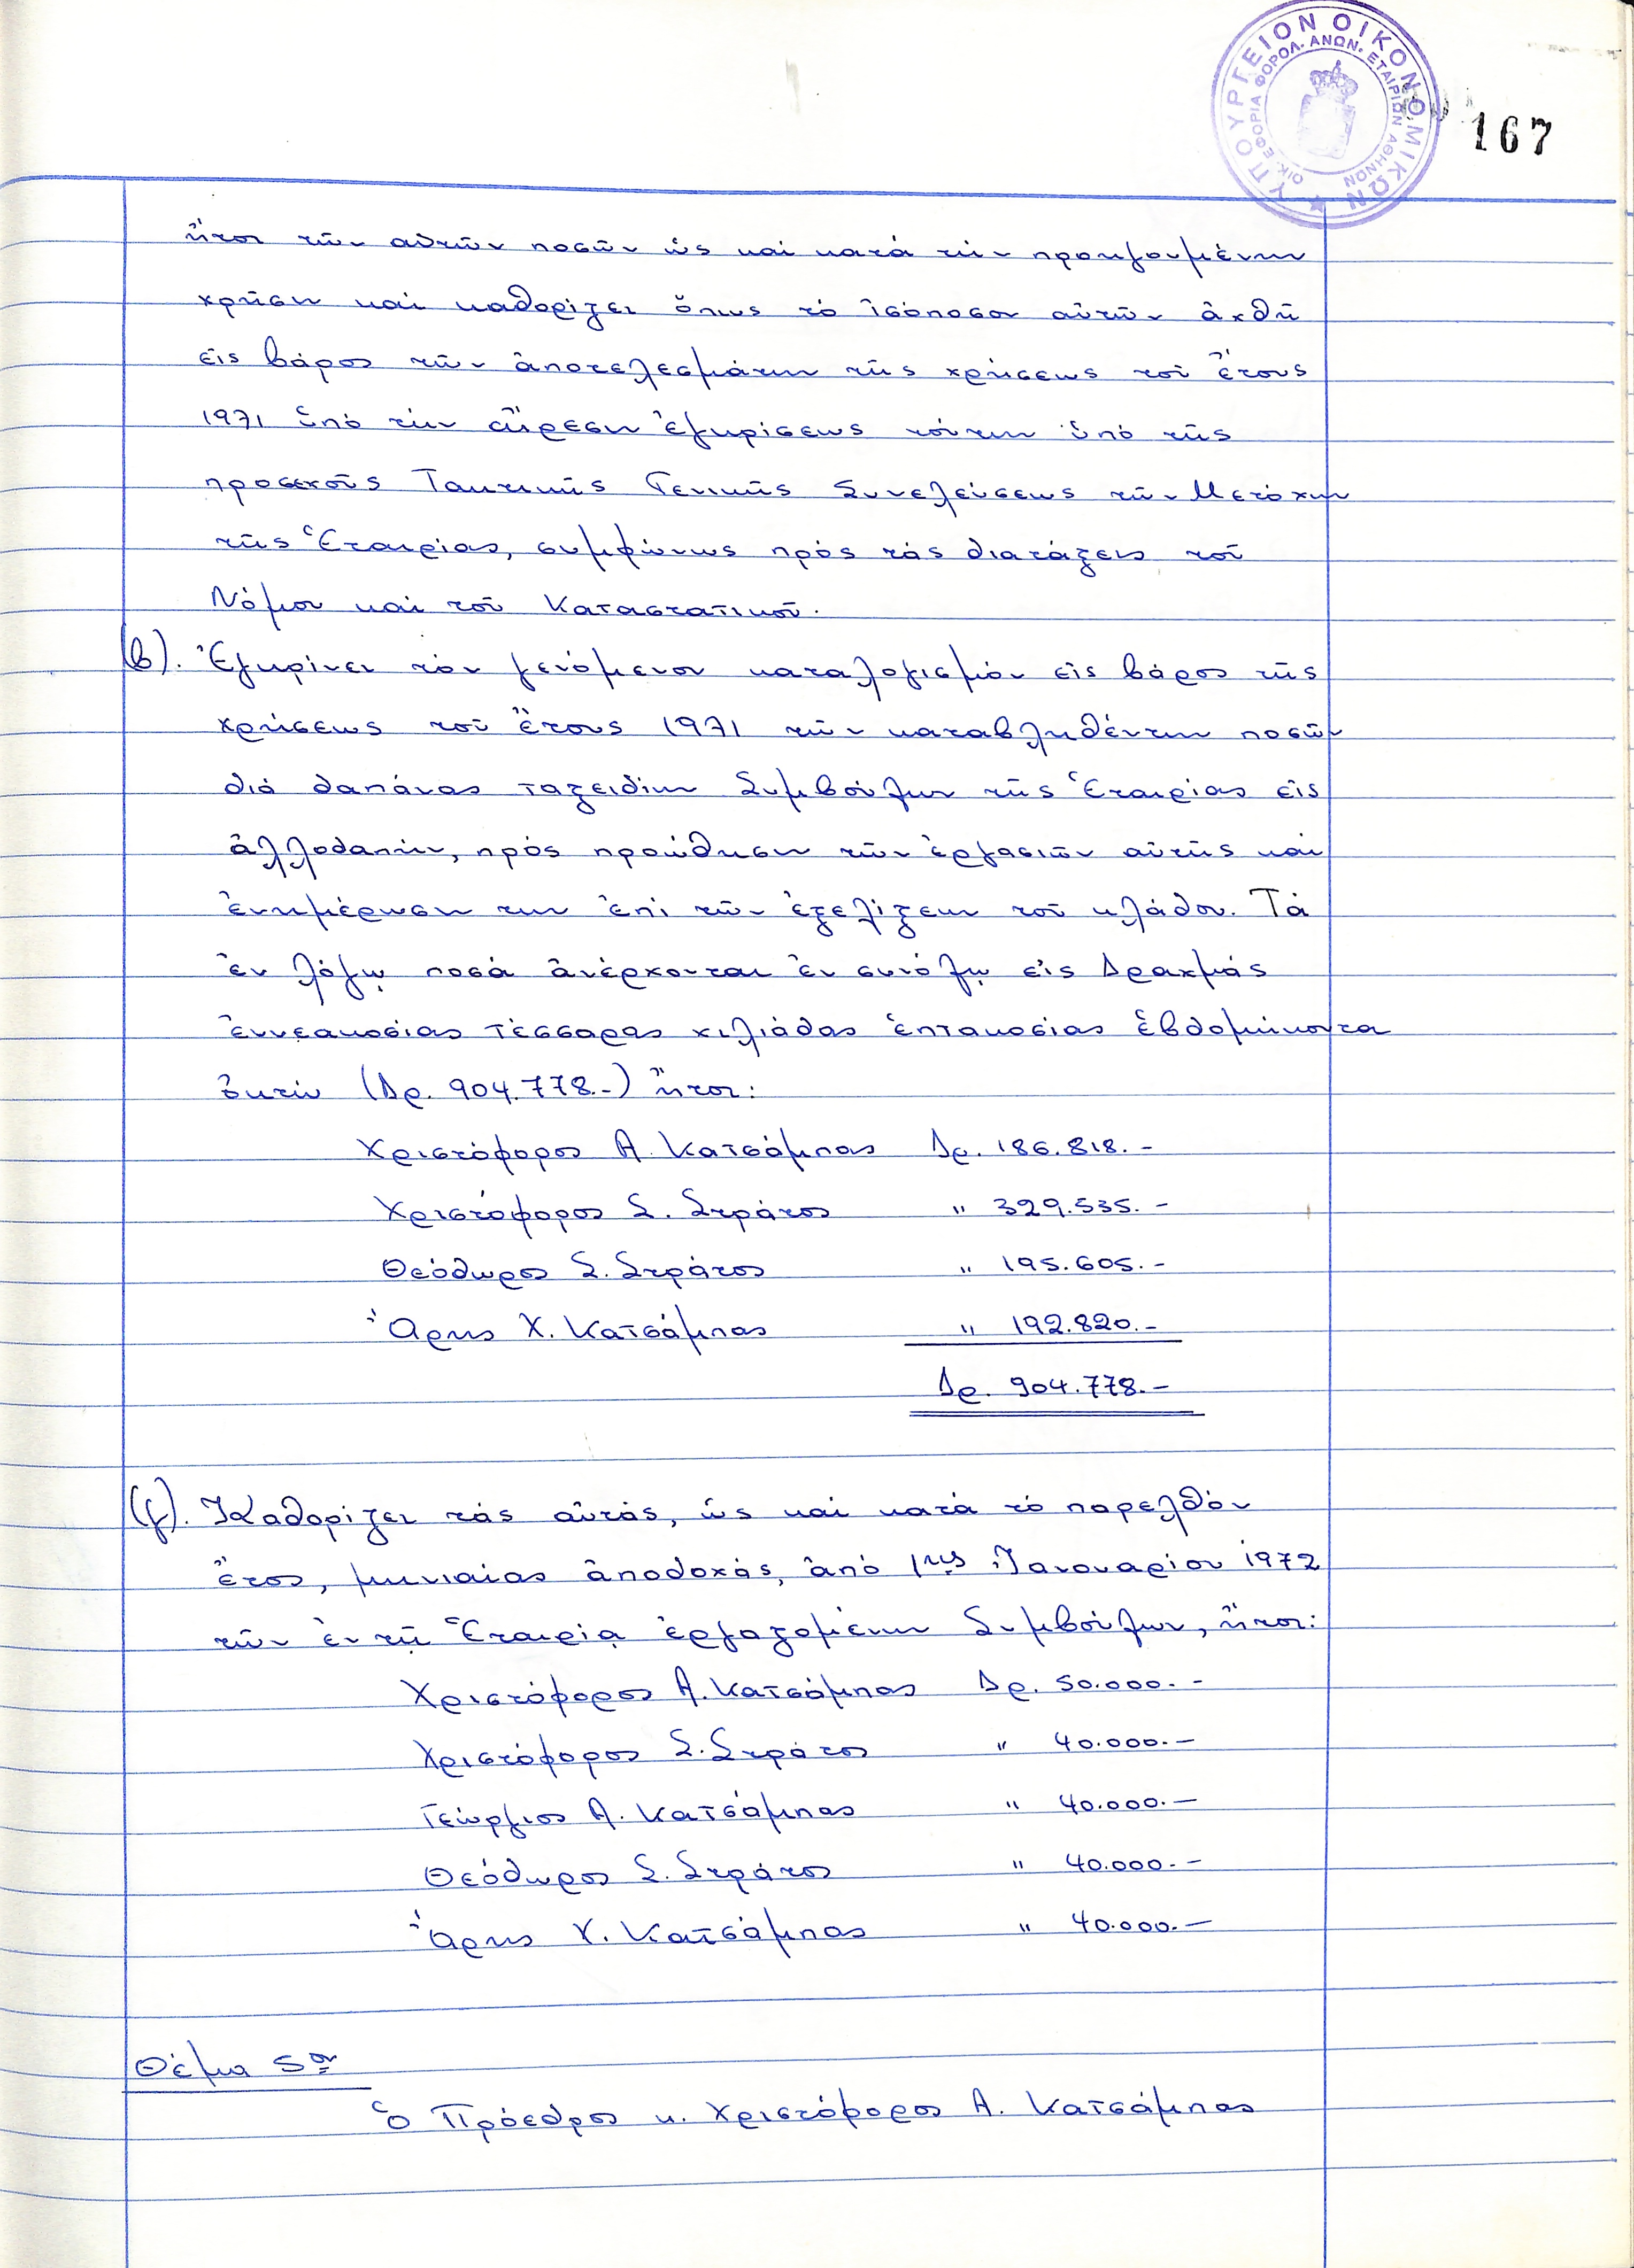 ΥΠΟΥΡΓΕΙΟΝ ΟΙΚΟΝΟΜΙΚΩΝ
ΟΙΚ. ΕΦΟΡΙΑ ΦΟΡΟΛ. ΑΝΩΝ. ΕΤΑΙΡΙΩΝ ΑΘΗΝΩΝ
167
ἤτοι τῶν αὐτῶν ποσῶν ὡς καί κατά τήν προηγουμένην
χρῆσιν καί καθορίζει ὅπως τό ἰσόποσον αὐτῶν ἀχθῆ
εἰς βάρος τῶν ἀποτελεσμάτων τῆς χρήσεως τοῦ ἔτους
1971 ὑπό τήν αἵρεσιν ἐγκρίσεως τούτων ὑπό τῆς
προσεχοῦς Τακτικῆς Γενικῆς Συνελεύσεως τῶν Μετόχων
τῆς Ἑταιρίας, συμφώνως πρός τάς διατάξεις τοῦ
Νόμου καί τοῦ Καταστατικοῦ.
(β). Ἐγκρίνει τόν γενόμενον καταλογισμόν εἰς βάρος τῆς
χρήσεως τοῦ ἔτους 1971 τῶν καταβληθέντων ποσῶν
διά δαπάνας ταξειδίων Συμβούλων τῆς Ἑταιρίας εἰς
ἀλλοδαπήν, πρός προώθησιν τῶν ἐργασιῶν αὐτῆς καί
ἐνημέρωσίν των ἐπί τῶν ἐξελίξεων τοῦ κλάδου. Τά
ἐν λόγῳ ποσά ἀνέρχονται ἐν συνόλῳ εἰς Δραχμάς
ἐννεακοσίας τέσσαρας χιλιάδας ἑπτακοσίας ἑβδομήκοντα
ὀκτώ (Δρ. 904.778.-) ἤτοι:
Χριστόφορος Α. Κατσάμπας Δρ. 186.818.-
Χριστόφορος Σ. Στράτος " 329.535.-
Θεόδωρος Σ. Στράτος " 195.605.-
Ἄρης Χ. Κατσάμπας " 192.820.-
Δρ. 904.778.-
(γ). Καθορίζει τάς αὐτάς, ὡς καί κατά τό παρελθόν
ἔτος, μηνιαίας ἀποδοχάς, ἀπό 1ης Ἰανουαρίου 1972
τῶν ἐν τῇ Ἑταιρίᾳ ἐργαζομένων Συμβούλων, ἤτοι:
Χριστόφορος Α. Κατσάμπας Δρ. 50.000.-
Χριστόφορος Σ. Στράτος " 40.000.-
Γεώργιος Α. Κατσάμπας " 40.000.-
Θεόδωρος Σ. Στράτος " 40.000.-
Ἄρης Χ. Κατσάμπας " 40.000.-
Θέμα 5ον
Ὁ Πρόεδρος κ. Χριστόφορος Α. Κατσάμπας